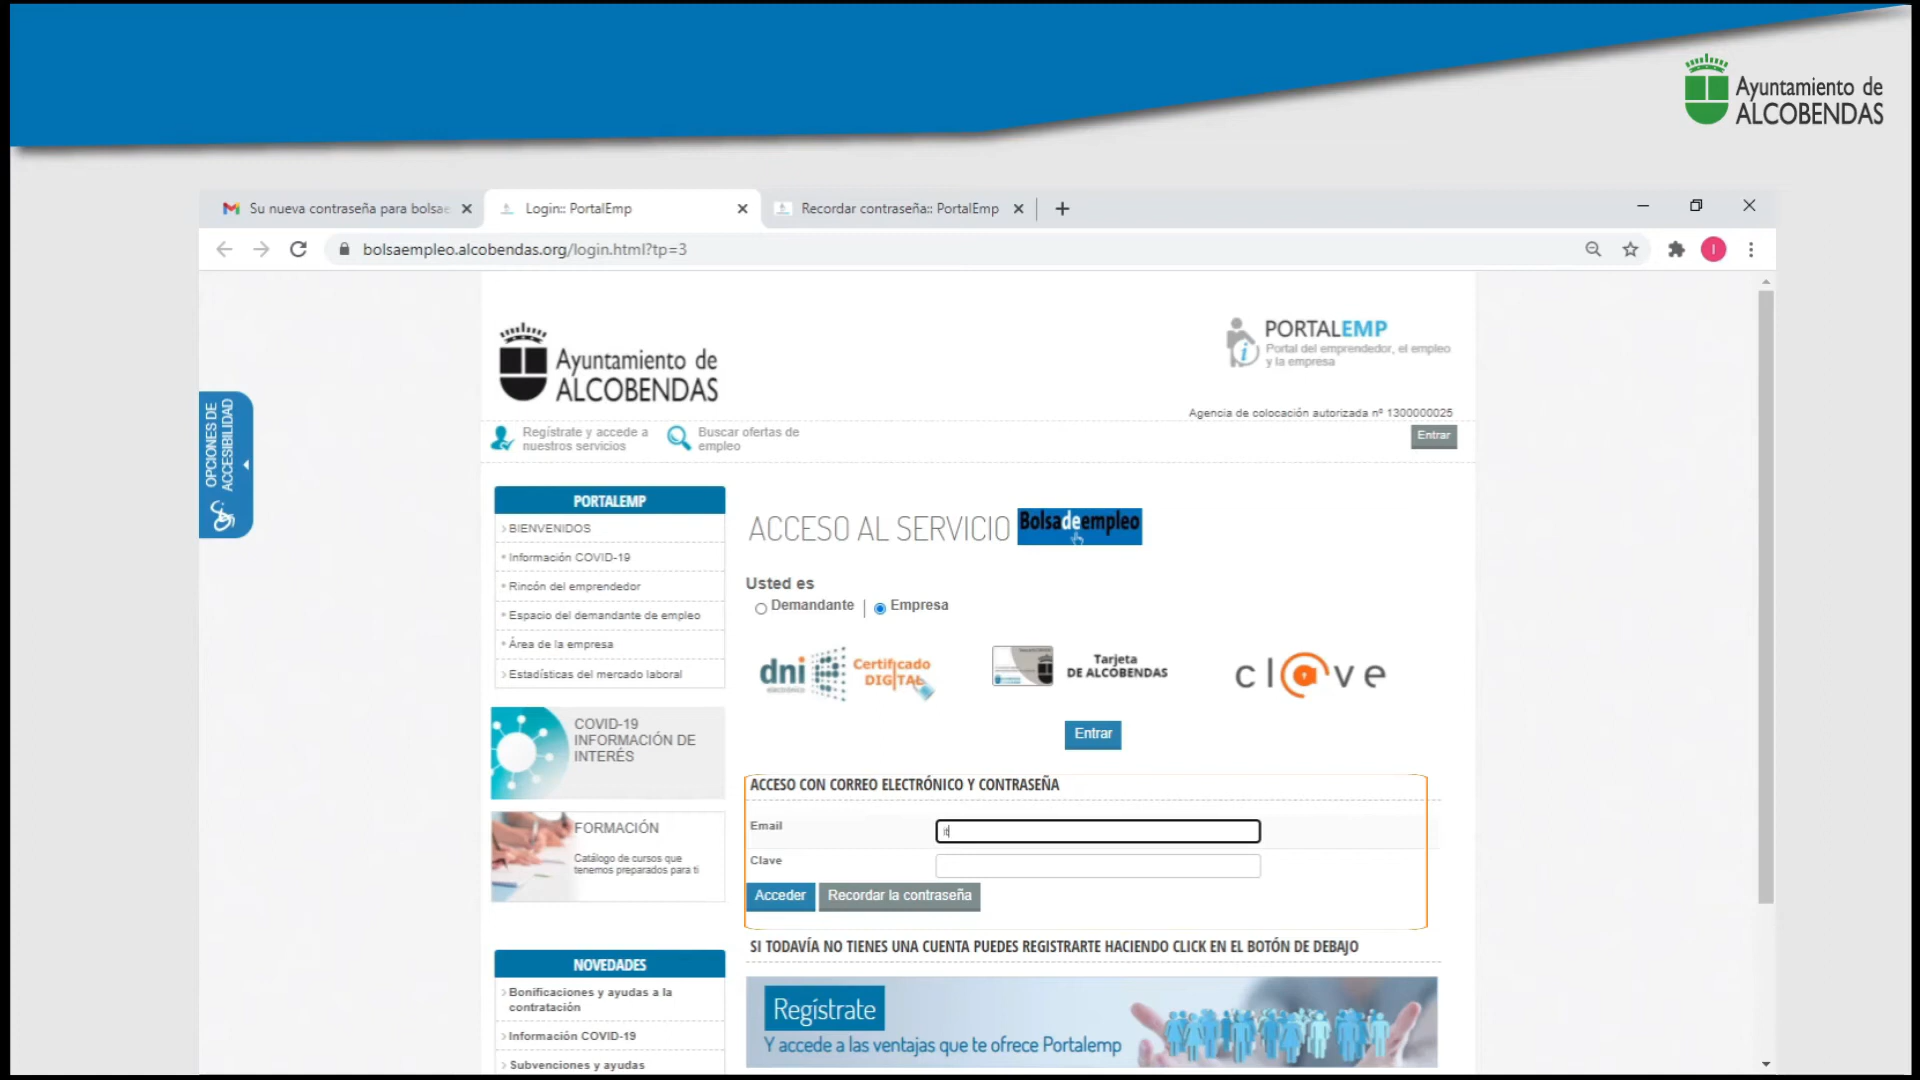 Ayuntamiento de
ALCOBENDAS
Su nueva contraseña para bolsae
Login:: PortalEmp
Recordar contraseña:: PortalEmp
bolsaempleo.alcobendas.org/login.html?tp=3
I
Ayuntamiento de
ALCOBENDAS
PORTALEMP
Portal del emprendedor, el empleo
y la empresa
Agencia de colocación autorizada nº 1300000025
Regístrate y accede a
nuestros servicios
Buscar ofertas de
empleo
Entrar
OPCIONES DE
ACCESIBILIDAD
PORTALEMP
BIENVENIDOS
Información COVID-19
Rincón del emprendedor
Espacio del demandante de empleo
Área de la empresa
Estadísticas del mercado laboral
COVID-19
INFORMACIÓN DE
INTERÉS
FORMACIÓN
Catálogo de cursos que
tenemos preparados para ti
NOVEDADES
Bonificaciones y ayudas a la
contratación
Información COVID-19
Subvenciones y ayudas
ACCESO AL SERVICIO Bolsadeempleo
Usted es
Demandante | Empresa
dni
electrónico
Certificado
DIGITAL
Tarjeta
DE ALCOBENDAS
cl@ve
Entrar
ACCESO CON CORREO ELECTRÓNICO Y CONTRASEÑA
Email
it
Clave
Acceder
Recordar la contraseña
SI TODAVÍA NO TIENES UNA CUENTA PUEDES REGISTRARTE HACIENDO CLICK EN EL BOTÓN DE DEBAJO
Regístrate
Y accede a las ventajas que te ofrece Portalemp